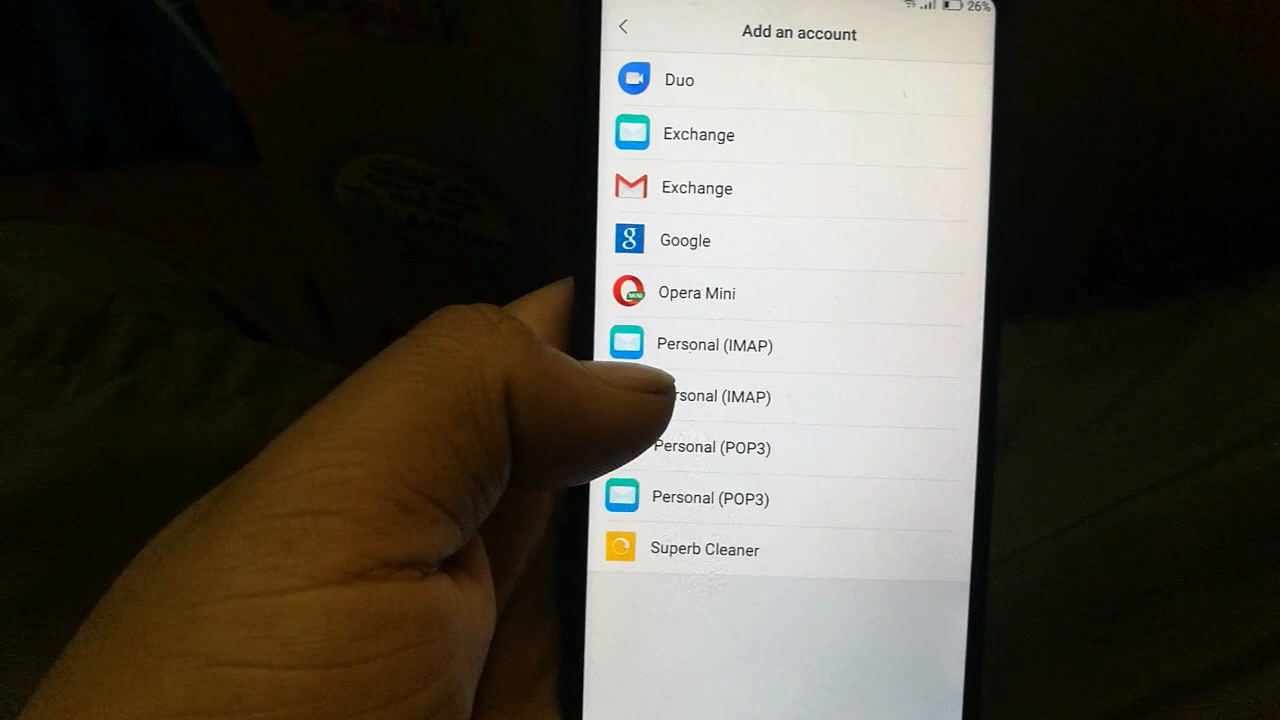 26%
Add an account
Duo
Exchange
Exchange
Google
Opera Mini
Personal (IMAP)
rsonal (IMAP)
Personal (POP3)
Personal (POP3)
Superb Cleaner